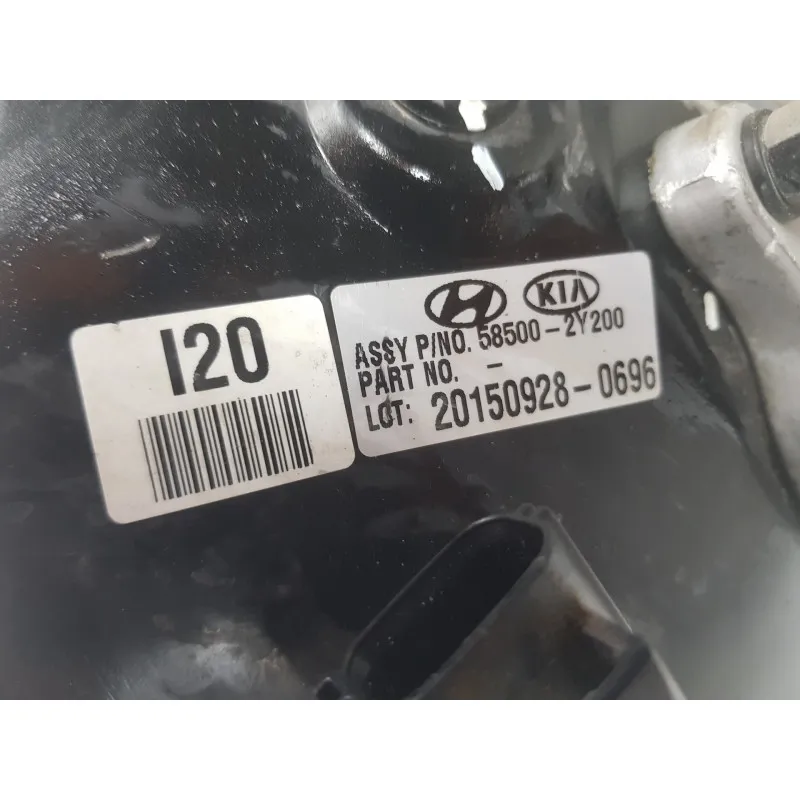 I20
KIA
ASSY P/NO. 58500-2Y200
PART NO. -
LOT: 20150928-0696